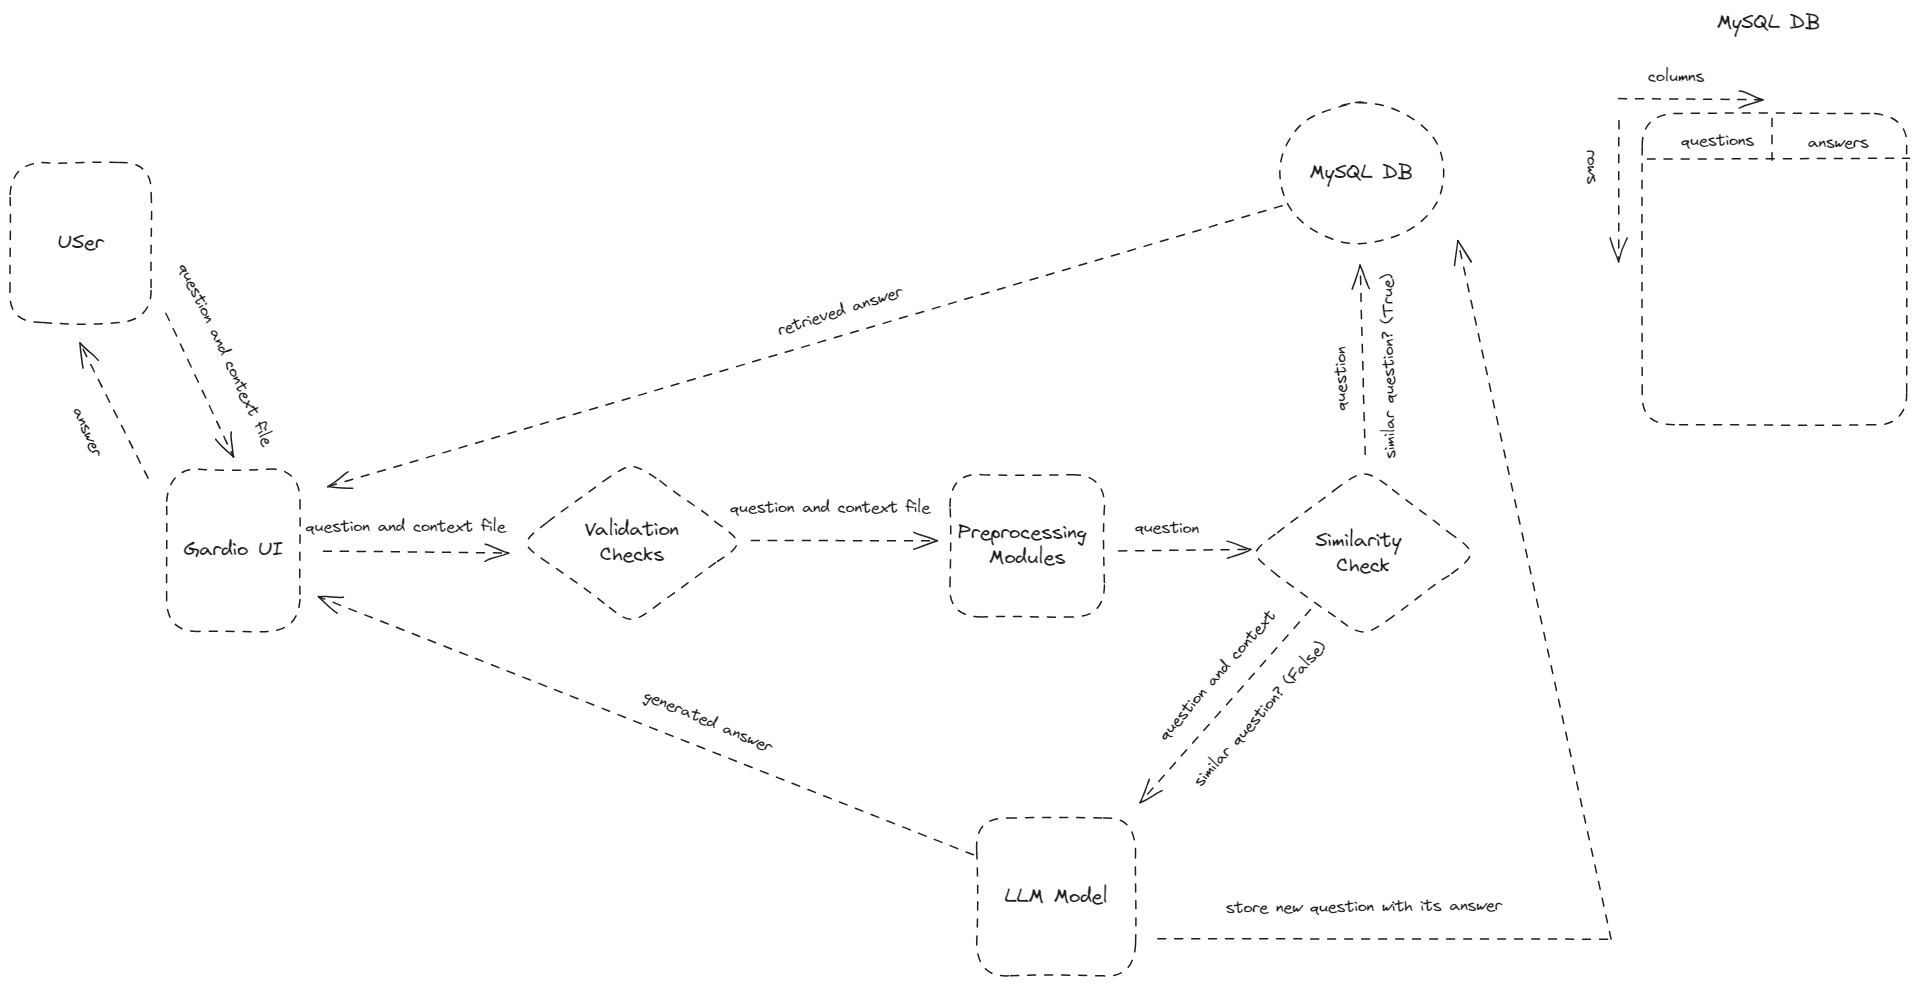 MySQL DB
columns
rows
questions
answers
MySQL DB
USer
question and context file
answer
retrieved answer
question
similar question? (True)
Gardio UI
question and context file
Validation
Checks
question and context file
Preprocessing
Modules
question
Similarity
Check
question and context
similar question? (False)
generated answer
LLM Model
store new question with its answer